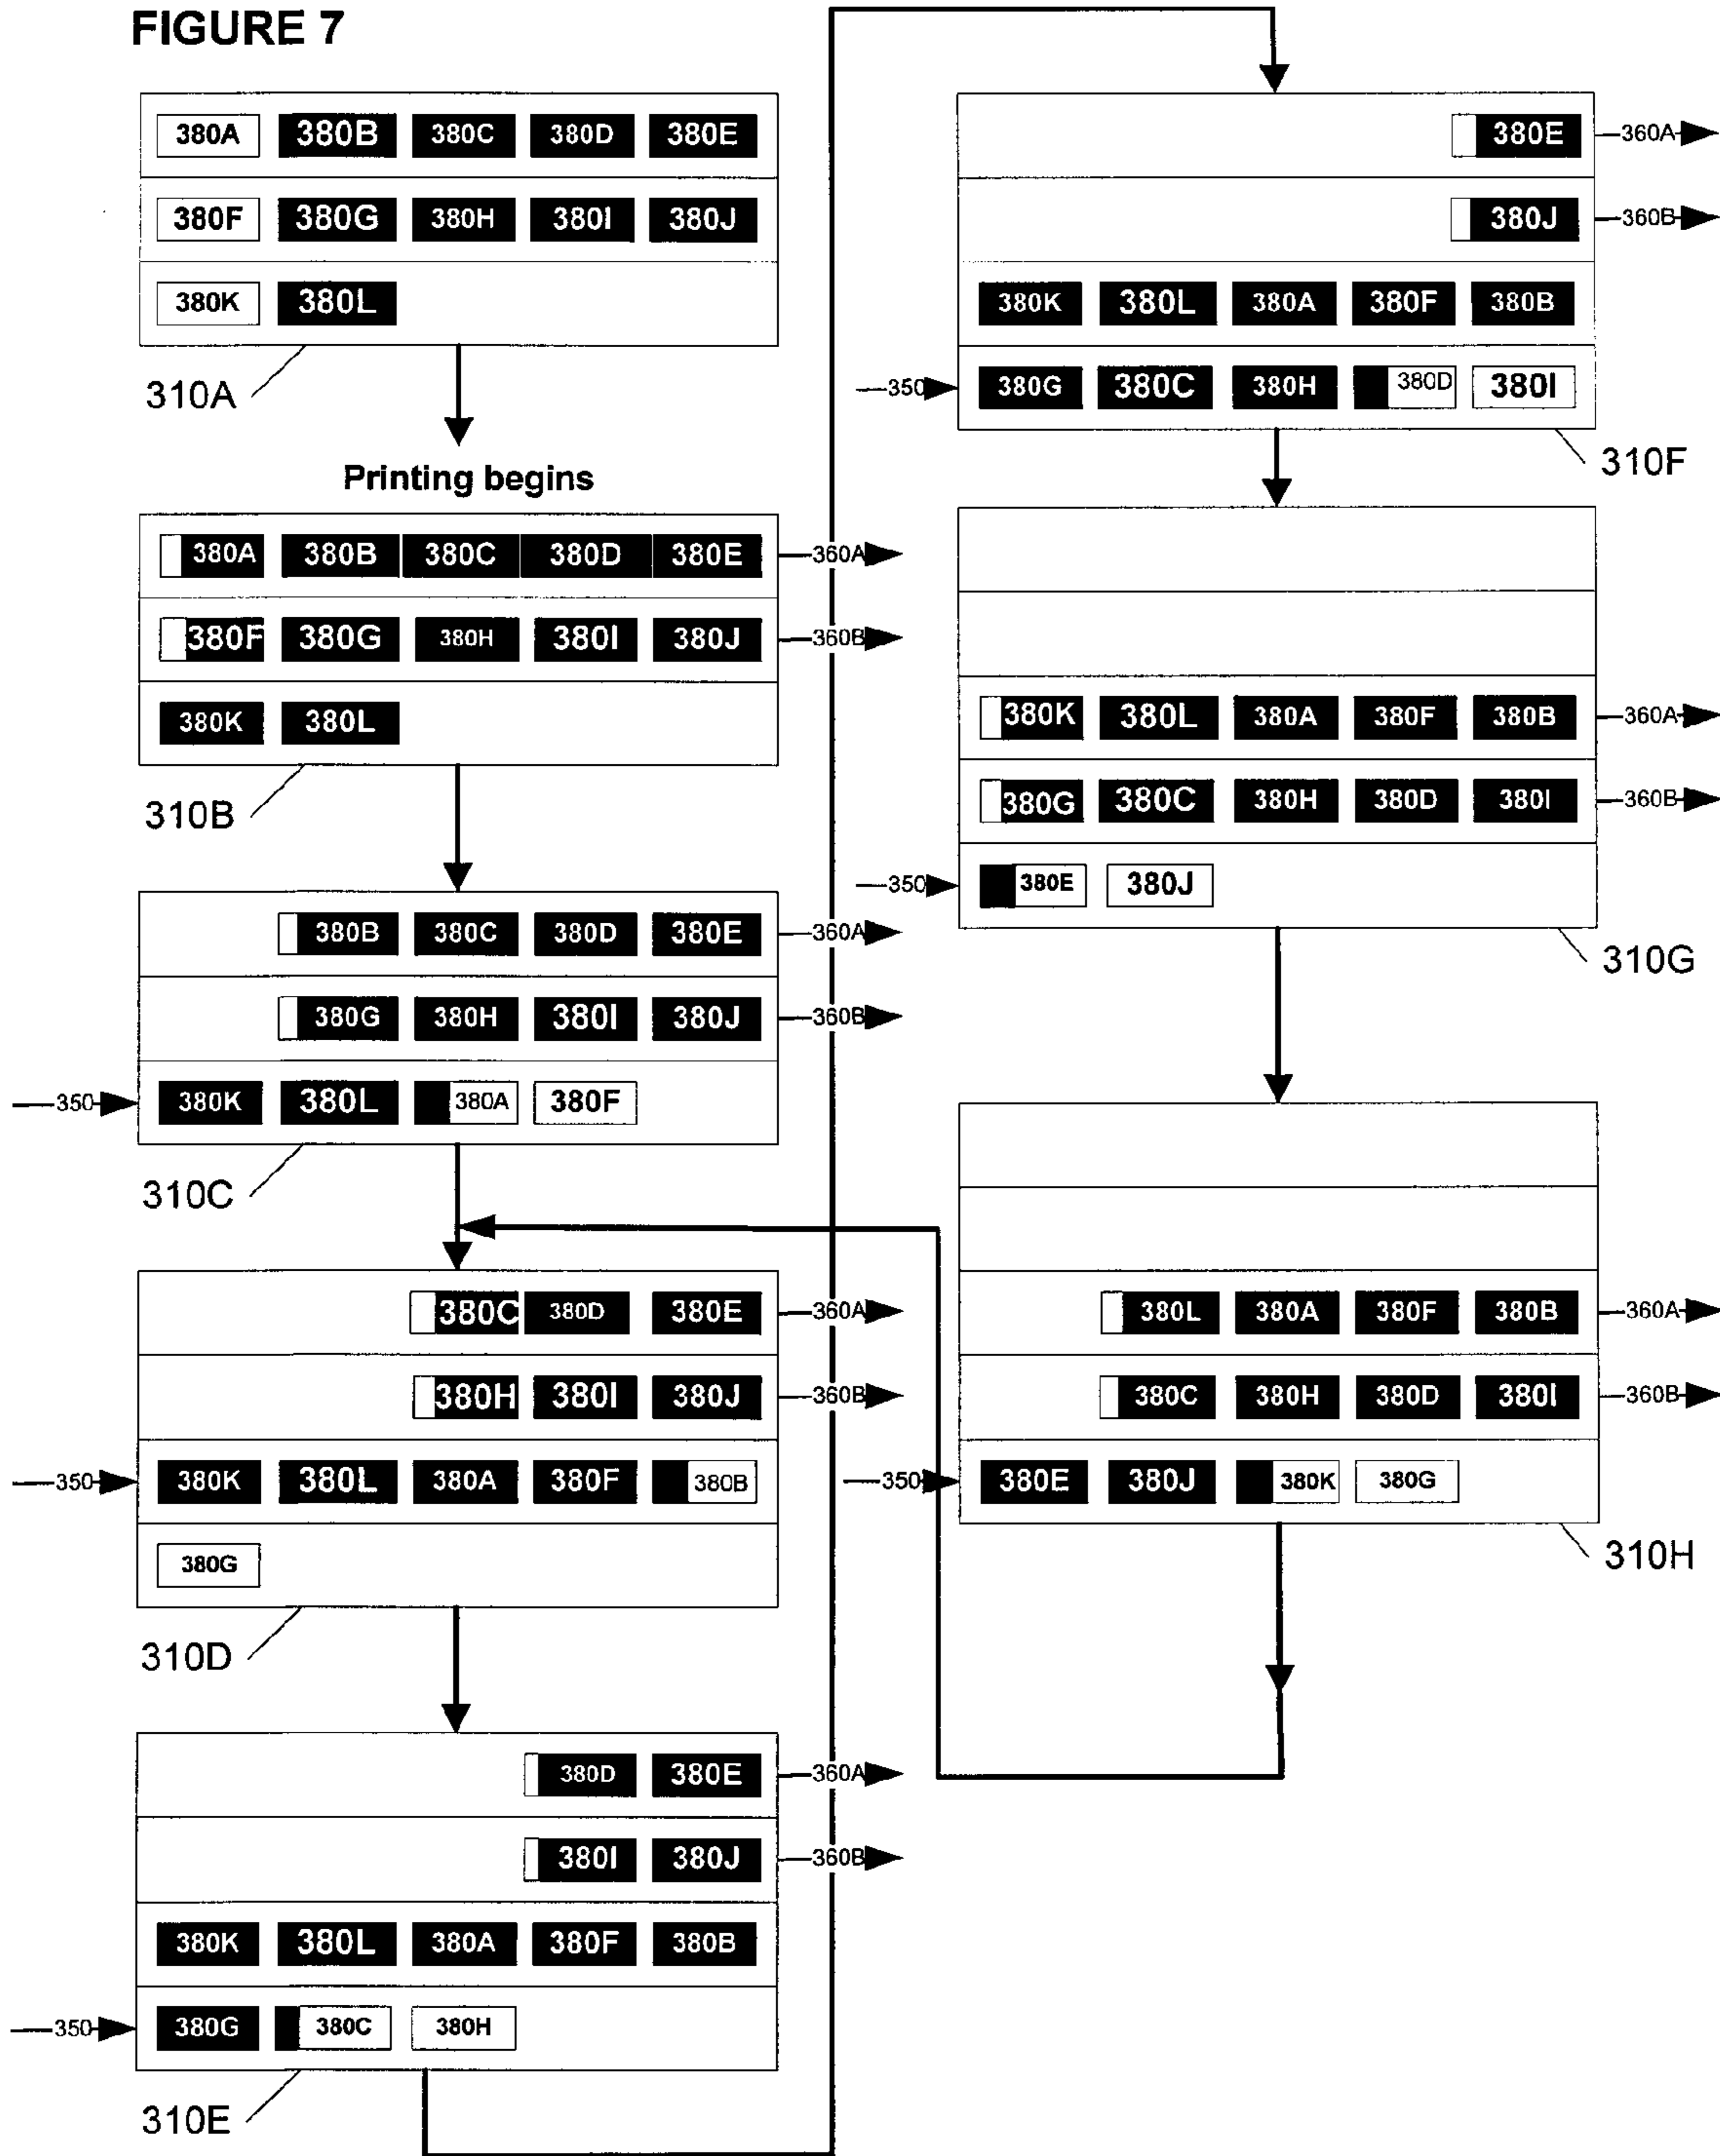 FIGURE 7
380A 380B 380C 380D 380E
380F 380G 380H 380I 380J
380K 380L
310A
Printing begins
380A 380B 380C 380D 380E 360A
380F 380G 380H 380I 380J 360B
380K 380L
310B
380B 380C 380D 380E 360A
380G 380H 380I 380J 360B
350 380K 380L 380A 380F
310C
380C 380D 380E 360A
380H 380I 380J 360B
350 380K 380L 380A 380F 380B
380G
310D
380D 380E 360A
380I 380J 360B
380K 380L 380A 380F 380B
350 380G 380C 380H
310E
380E 360A
380J 360B
380K 380L 380A 380F 380B
350 380G 380C 380H 380D 380I
310F
380K 380L 380A 380F 380B 360A
380G 380C 380H 380D 380I 360B
350 380E 380J
310G
380L 380A 380F 380B 360A
380C 380H 380D 380I 360B
350 380E 380J 380K 380G
310H